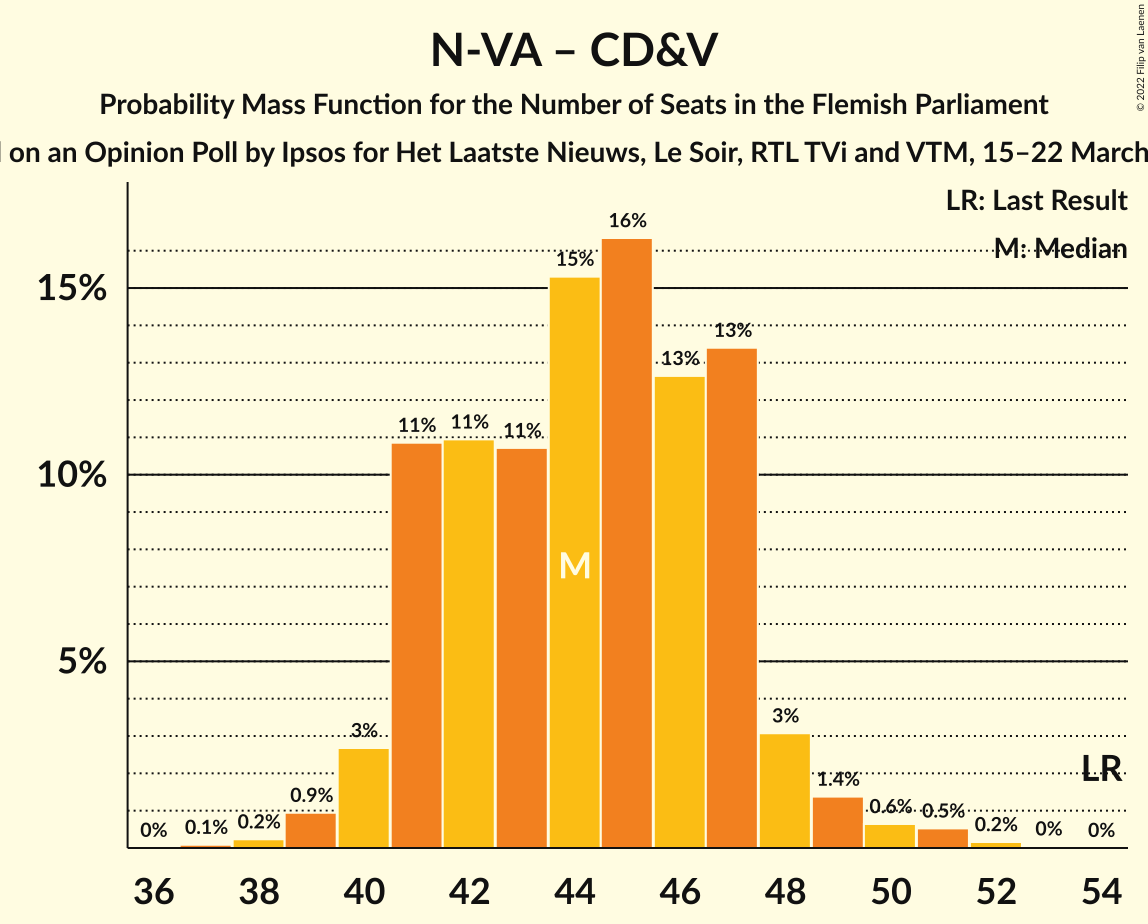 © 2022 Filip van Laenen
N-VA – CD&V
Probability Mass Function for the Number of Seats in the Flemish Parliament
on an Opinion Poll by Ipsos for Het Laatste Nieuws, Le Soir, RTL TVi and VTM, 15–22 March
LR: Last Result
M: Median
16%
15%
15%
13%
13%
11%
11%
11%
10%
M
5%
3%
3%
LR
1.4%
0.9%
0.6%
0.5%
0%
0.1%
0.2%
0.2%
0%
0%
36 38 40 42 44 46 48 50 52 54